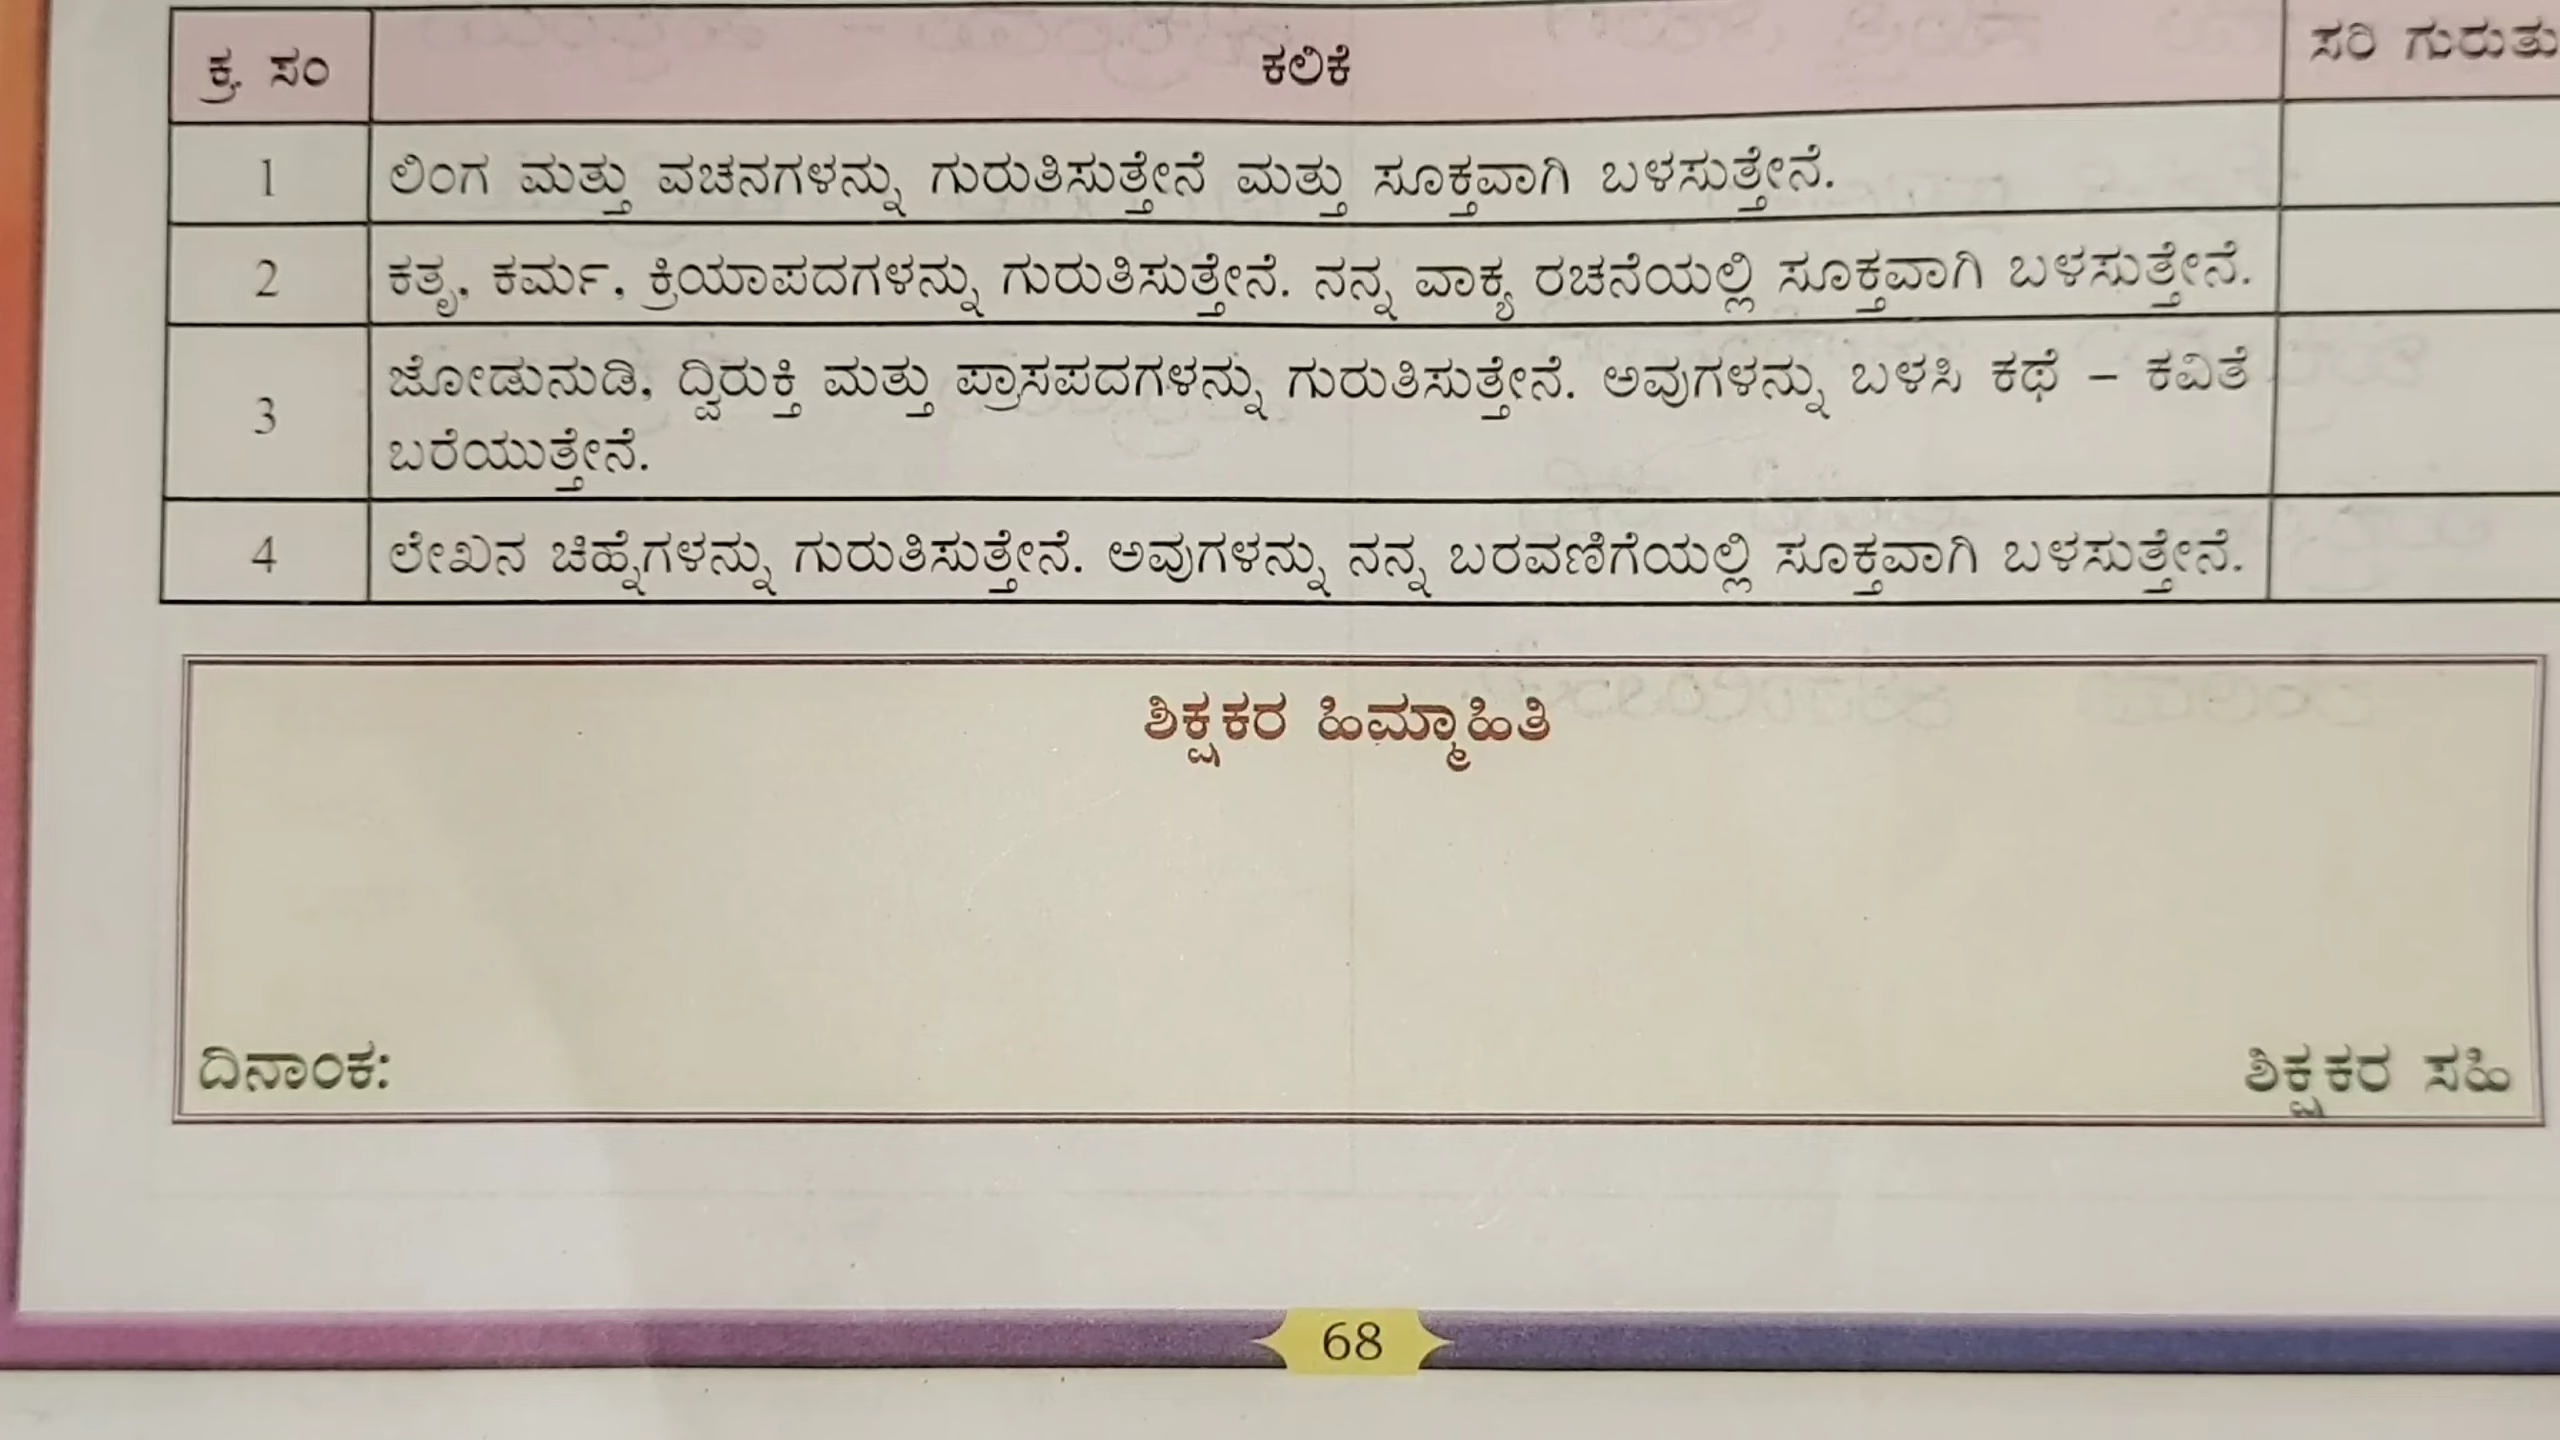 ಕ್ರ. ಸಂ ಕಲಿಕೆ ಸರಿ ಗುರುತು
1 ಲಿಂಗ ಮತ್ತು ವಚನಗಳನ್ನು ಗುರುತಿಸುತ್ತೇನೆ ಮತ್ತು ಸೂಕ್ತವಾಗಿ ಬಳಸುತ್ತೇನೆ.
2 ಕತೃ, ಕರ್ಮ, ಕ್ರಿಯಾಪದಗಳನ್ನು ಗುರುತಿಸುತ್ತೇನೆ. ನನ್ನ ವಾಕ್ಯ ರಚನೆಯಲ್ಲಿ ಸೂಕ್ತವಾಗಿ ಬಳಸುತ್ತೇನೆ.
3 ಜೋಡುನುಡಿ, ದ್ವಿರುಕ್ತಿ ಮತ್ತು ಪ್ರಾಸಪದಗಳನ್ನು ಗುರುತಿಸುತ್ತೇನೆ. ಅವುಗಳನ್ನು ಬಳಸಿ ಕಥೆ – ಕವಿತೆ
ಬರೆಯುತ್ತೇನೆ.
4 ಲೇಖನ ಚಿಹ್ನೆಗಳನ್ನು ಗುರುತಿಸುತ್ತೇನೆ. ಅವುಗಳನ್ನು ನನ್ನ ಬರವಣಿಗೆಯಲ್ಲಿ ಸೂಕ್ತವಾಗಿ ಬಳಸುತ್ತೇನೆ.
ಶಿಕ್ಷಕರ ಹಿಮ್ಮಾಹಿತಿ
ದಿನಾಂಕ: ಶಿಕ್ಷಕರ ಸಹಿ
68